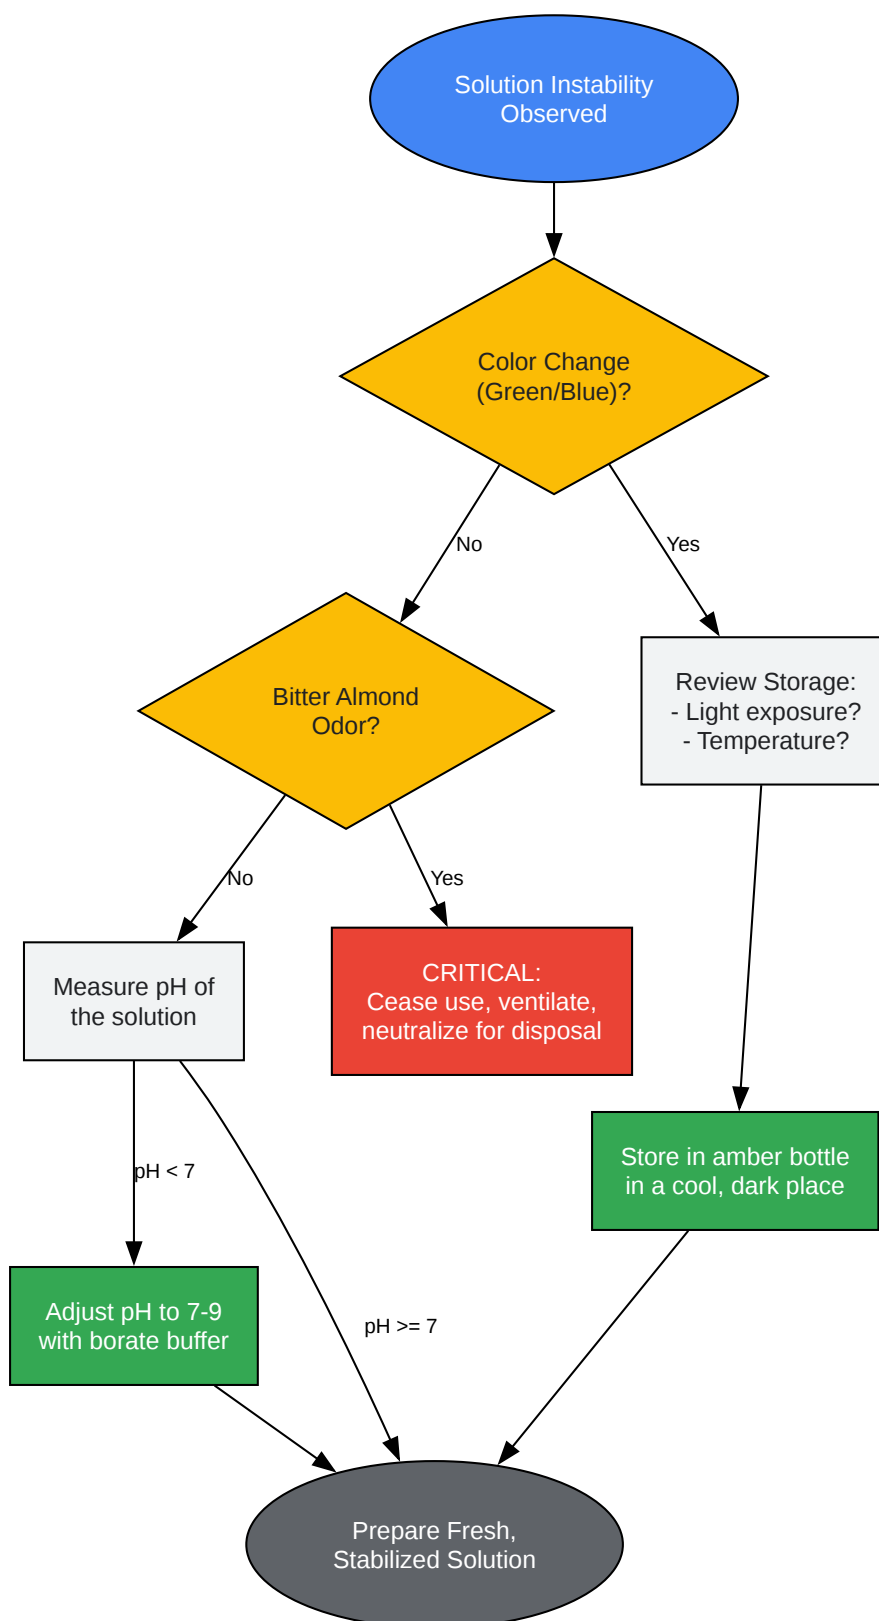 Solution Instability
Observed
Color Change
(Green/Blue)?
No
Yes
Bitter Almond
Odor?
Review Storage:
- Light exposure?
- Temperature?
No
Yes
Measure pH of
the solution
CRITICAL:
Cease use, ventilate,
neutralize for disposal
pH < 7
Store in amber bottle
in a cool, dark place
Adjust pH to 7-9
with borate buffer
pH >= 7
Prepare Fresh,
Stabilized Solution